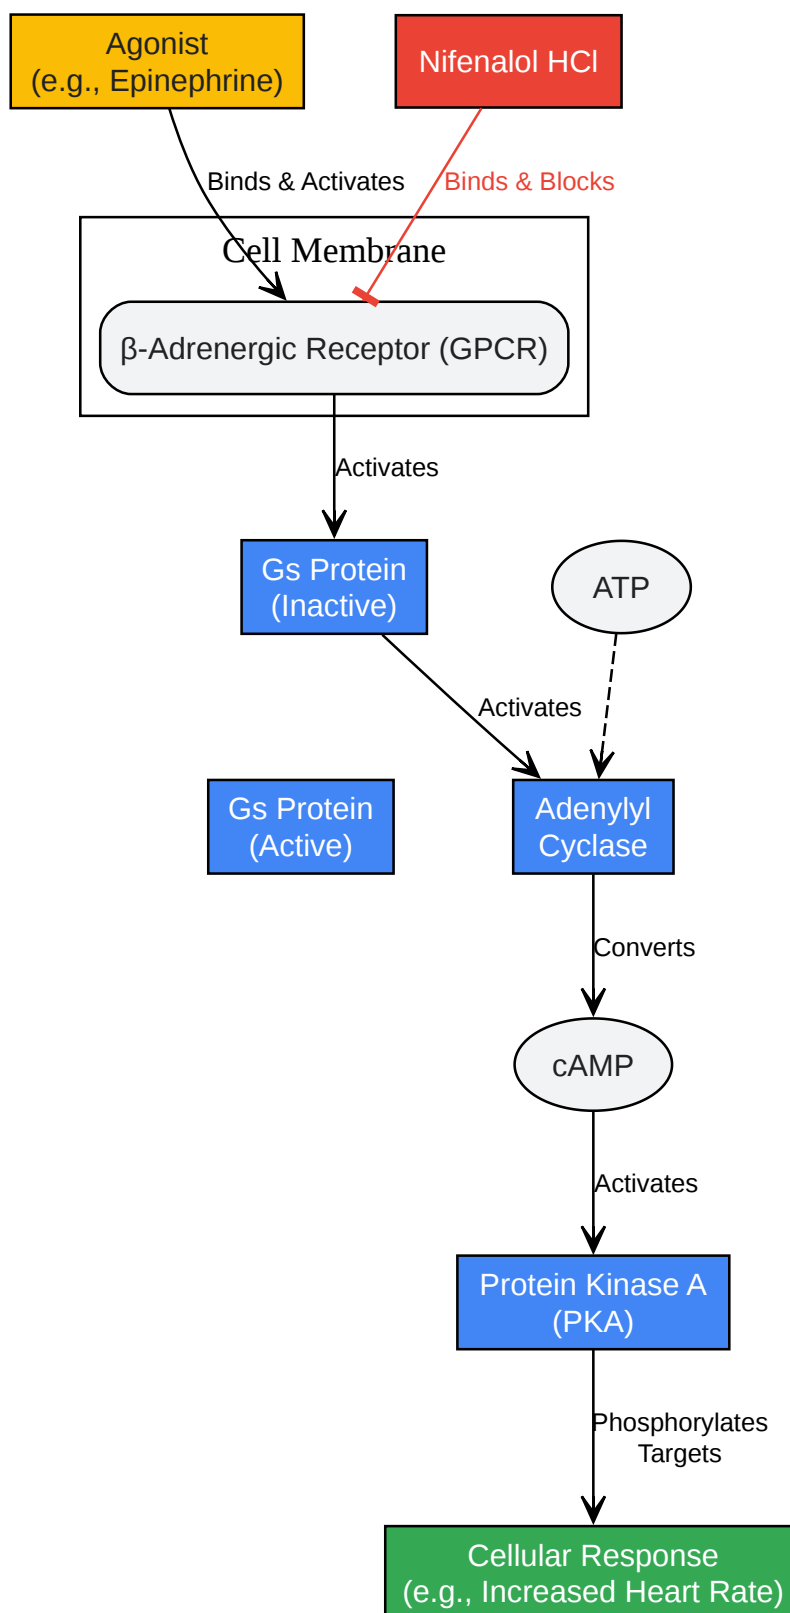 Agonist
(e.g., Epinephrine)
Nifenalol HCl
Binds & Activates
Binds & Blocks
Cell Membrane
β-Adrenergic Receptor (GPCR)
Activates
Gs Protein
(Inactive)
ATP
Activates
Gs Protein
(Active)
Adenylyl
Cyclase
Converts
cAMP
Activates
Protein Kinase A
(PKA)
Phosphorylates
Targets
Cellular Response
(e.g., Increased Heart Rate)